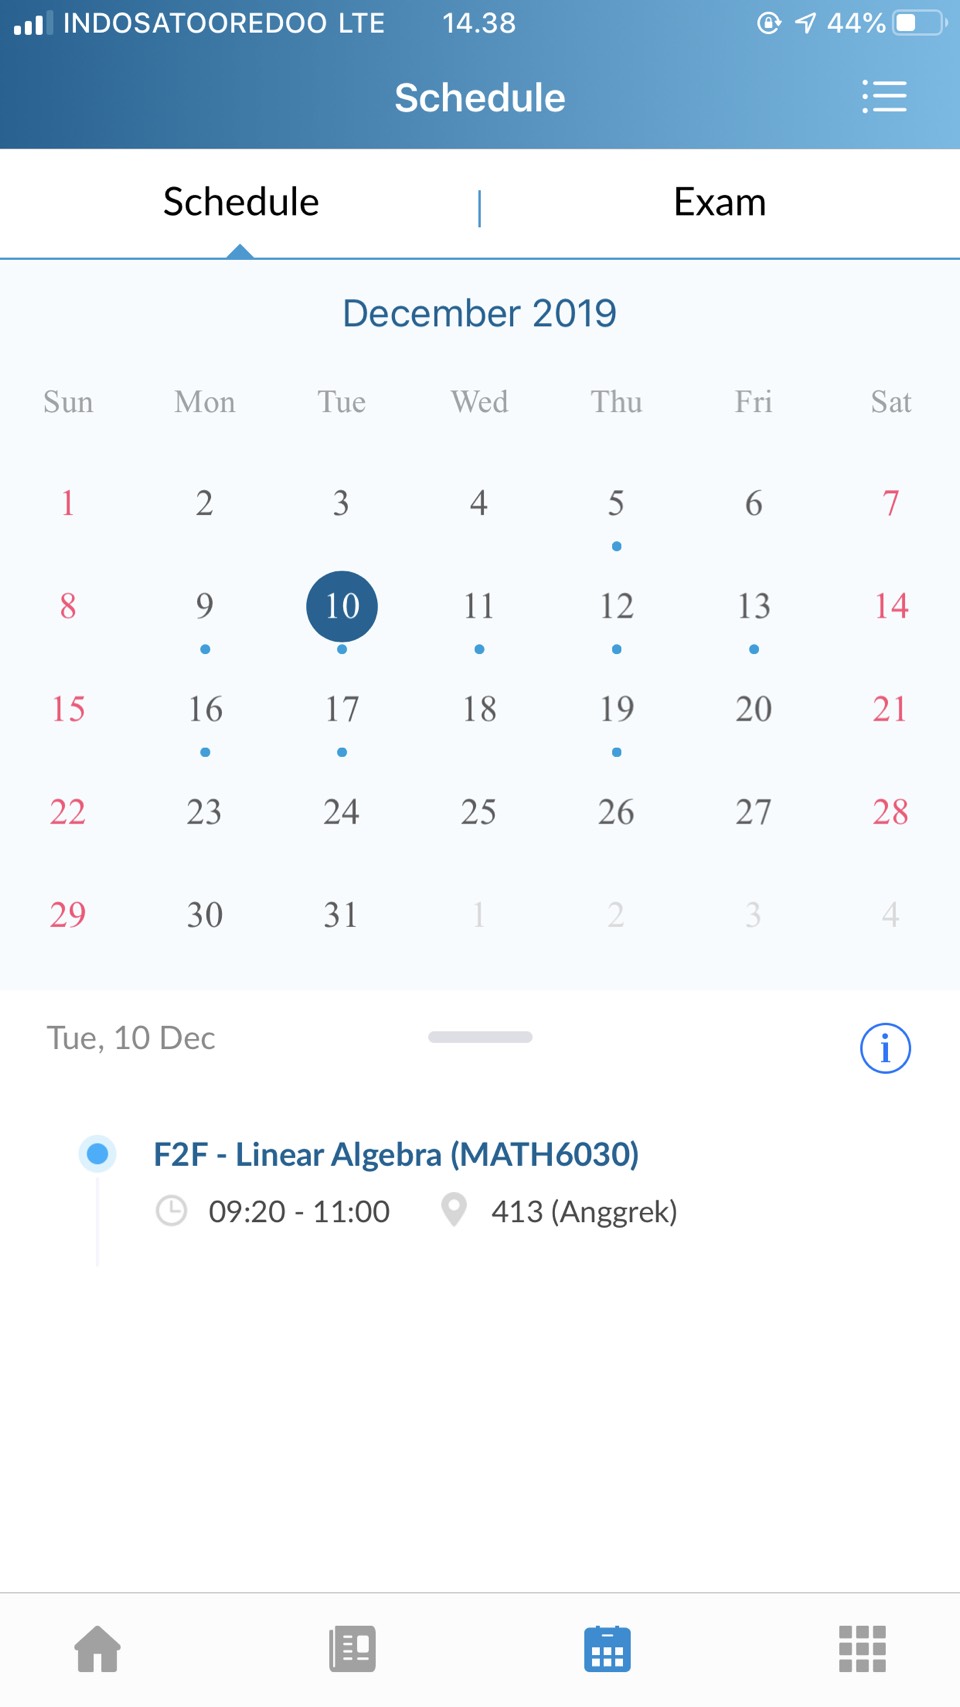 INDOSATOOREDOO LTE 14.38 44%
Schedule
Schedule | Exam
December 2019
Sun Mon Tue Wed Thu Fri Sat
1 2 3 4 5 6 7
8 9 10 11 12 13 14
15 16 17 18 19 20 21
22 23 24 25 26 27 28
29 30 31 1 2 3 4
Tue, 10 Dec i
F2F - Linear Algebra (MATH6030)
09:20 - 11:00 413 (Anggrek)